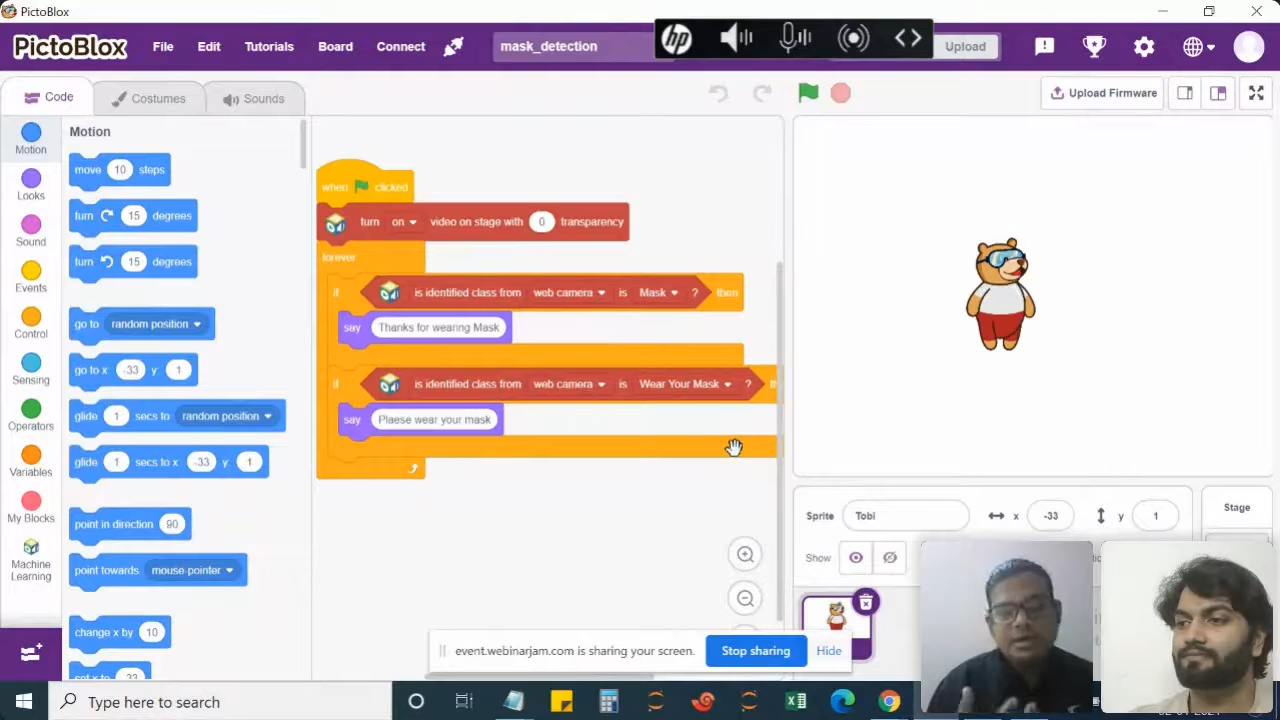 PictoBlox
PictoBlox File Edit Tutorials Board Connect mask_detection hp Upload
Code Costumes Sounds Upload Firmware
Motion
Looks
Sound
Events
Control
Sensing
Operators
Variables
My Blocks
Machine
Learning
Motion
move 10 steps
turn 15 degrees
turn 15 degrees
go to random position
go to x: -33 y: 1
glide 1 secs to random position
glide 1 secs to x: -33 y: 1
point in direction 90
point towards mouse-pointer
change x by 10
set x to -33
when clicked
turn on video on stage with 0 transparency
forever
if is identified class from web camera is Mask ? then
say Thanks for wearing Mask
if is identified class from web camera is Wear Your Mask ?
say Plaese wear your mask
Sprite Tobi x -33 y 1
Show
Stage
event.webinarjam.com is sharing your screen. Stop sharing Hide
Type here to search